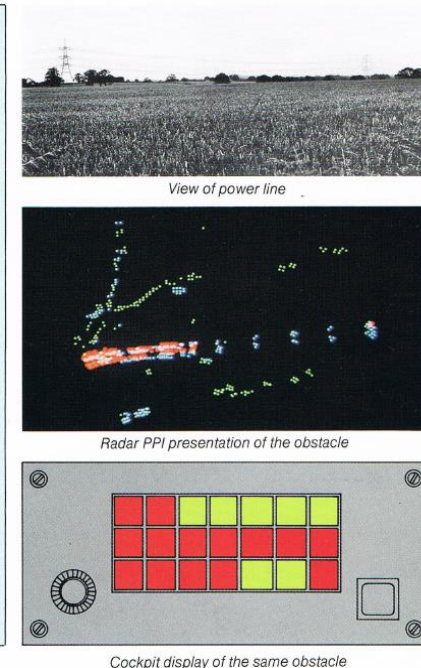 View of power line
Radar PPI presentation of the obstacle
Cockpit display of the same obstacle